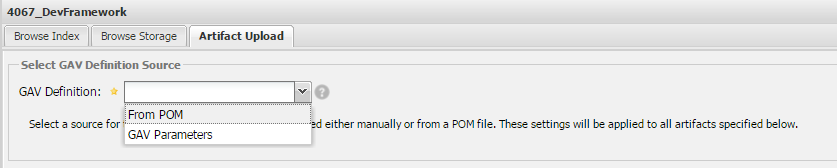 4067_DevFramework
Browse Index Browse Storage Artifact Upload
Select GAV Definition Source
GAV Definition:
From POM
Select a source for ed either manually or from a POM file. These settings will be applied to all artifacts specified below.
GAV Parameters